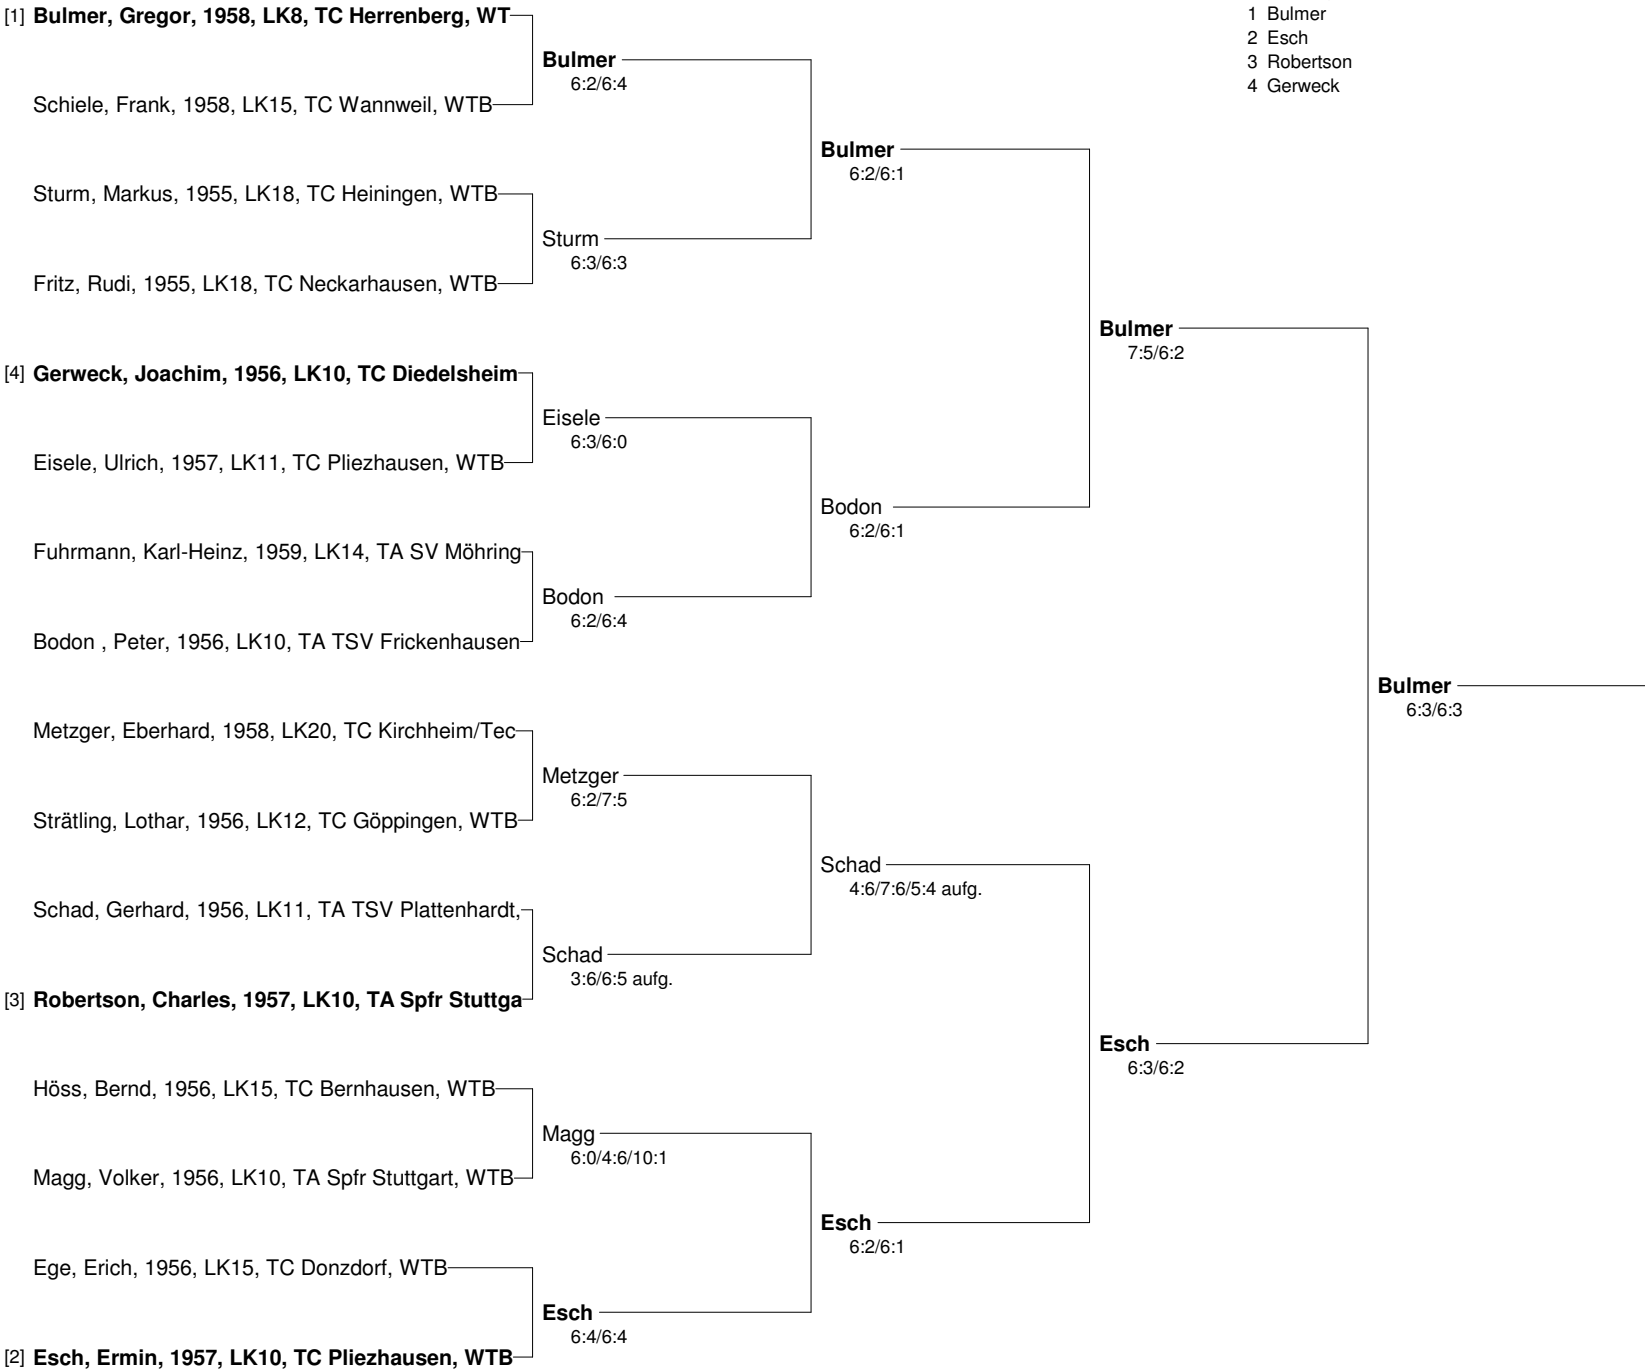 [1] Bulmer, Gregor, 1958, LK8, TC Herrenberg, WT
1 Bulmer
2 Esch
3 Robertson
4 Gerweck
Bulmer
6:2/6:4
Schiele, Frank, 1958, LK15, TC Wannweil, WTB
Bulmer
6:2/6:1
Sturm, Markus, 1955, LK18, TC Heiningen, WTB
Sturm
6:3/6:3
Fritz, Rudi, 1955, LK18, TC Neckarhausen, WTB
Bulmer
7:5/6:2
[4] Gerweck, Joachim, 1956, LK10, TC Diedelsheim
Eisele
6:3/6:0
Eisele, Ulrich, 1957, LK11, TC Pliezhausen, WTB
Bodon
6:2/6:1
Fuhrmann, Karl-Heinz, 1959, LK14, TA SV Möhring
Bodon
6:2/6:4
Bodon , Peter, 1956, LK10, TA TSV Frickenhausen
Bulmer
6:3/6:3
Metzger, Eberhard, 1958, LK20, TC Kirchheim/Tec
Metzger
6:2/7:5
Strätling, Lothar, 1956, LK12, TC Göppingen, WTB
Schad
4:6/7:6/5:4 aufg.
Schad, Gerhard, 1956, LK11, TA TSV Plattenhardt,
Schad
3:6/6:5 aufg.
[3] Robertson, Charles, 1957, LK10, TA Spfr Stuttga
Esch
6:3/6:2
Höss, Bernd, 1956, LK15, TC Bernhausen, WTB
Magg
6:0/4:6/10:1
Magg, Volker, 1956, LK10, TA Spfr Stuttgart, WTB
Esch
6:2/6:1
Ege, Erich, 1956, LK15, TC Donzdorf, WTB
Esch
6:4/6:4
[2] Esch, Ermin, 1957, LK10, TC Pliezhausen, WTB